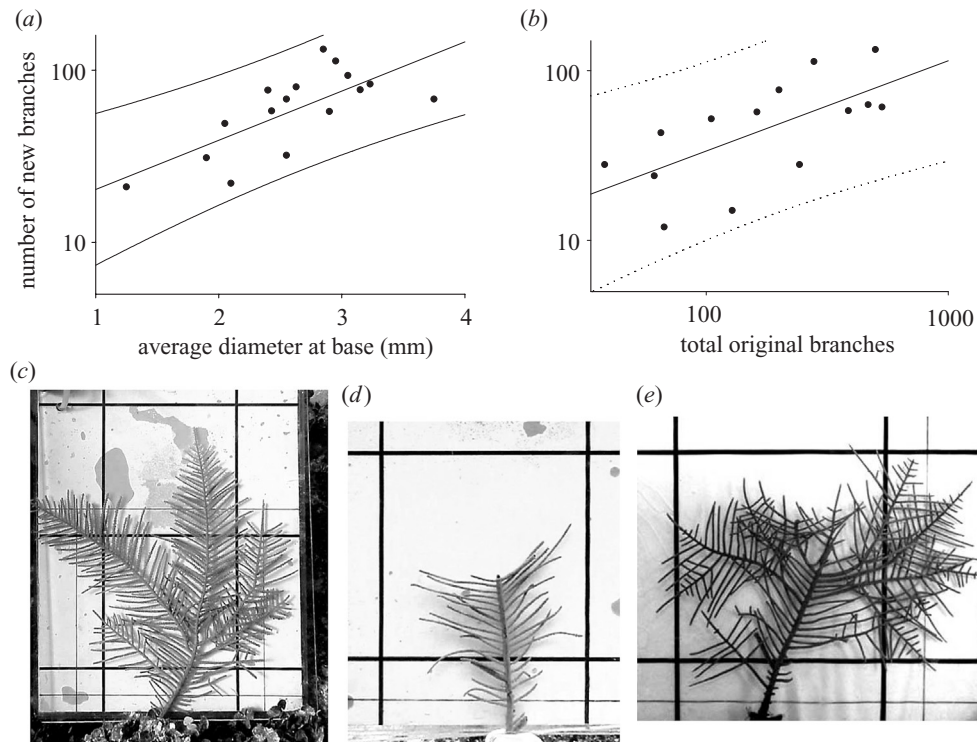 (a)
(b)
number of new branches
100
10
1
2
3
4
average diameter at base (mm)
100
10
100
1000
total original branches
(c)
(d)
(e)